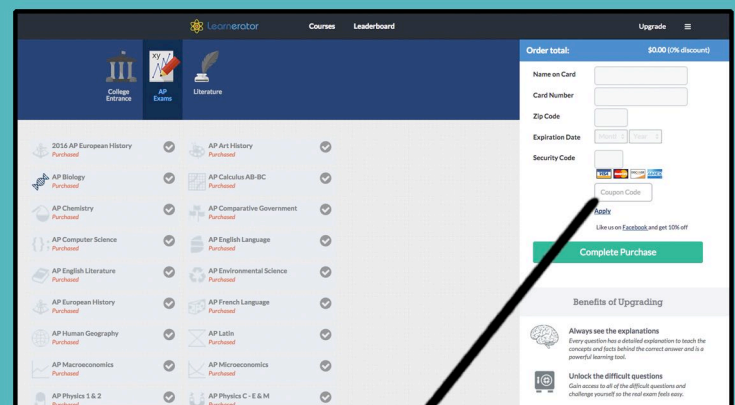 Learnerator
Courses
Leaderboard
Upgrade
College
Entrance
xy
AP
Exams
Literature
Order total:
$0.00 (0% discount)
Name on Card
Card Number
Zip Code
Expiration Date
Month
Year
Security Code
VISA
Coupon Code
Apply
Like us on Facebook and get 10% off
Complete Purchase
2016 AP European History
Purchased
AP Art History
Purchased
AP Biology
Purchased
AP Calculus AB-BC
Purchased
AP Chemistry
Purchased
AP Comparative Government
Purchased
AP Computer Science
Purchased
AP English Language
Purchased
AP English Literature
Purchased
AP Environmental Science
Purchased
AP European History
Purchased
AP French Language
Purchased
AP Human Geography
Purchased
AP Latin
Purchased
AP Macroeconomics
Purchased
AP Microeconomics
Purchased
AP Physics 1 & 2
Purchased
AP Physics C - E & M
Purchased
Benefits of Upgrading
Always see the explanations
Every question has a detailed explanation to teach the
concepts and facts behind the correct answer and is a
powerful learning tool.
Unlock the difficult questions
Gain access to all of the difficult questions and
challenge yourself so the real exam feels easy.